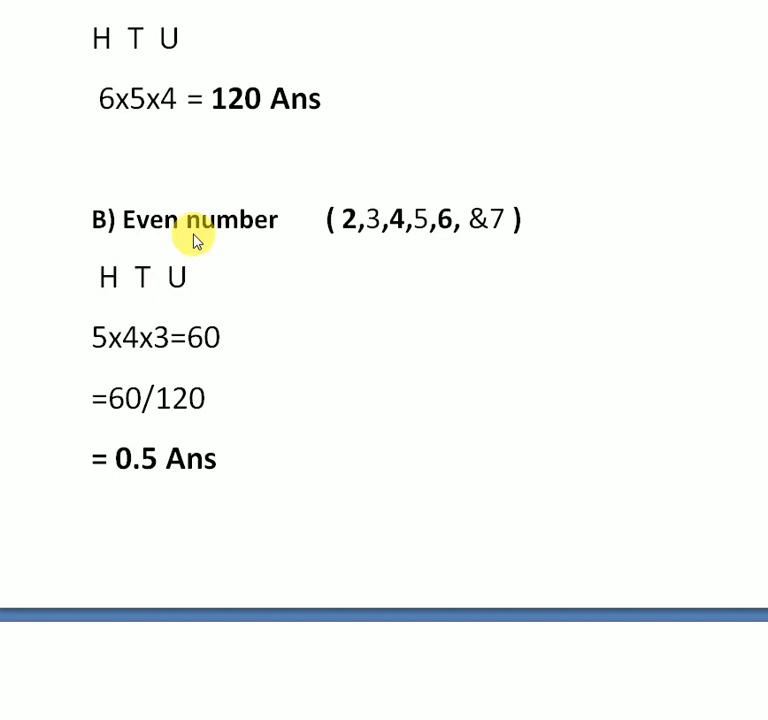 H T U
6x5x4 = 120 Ans
B) Even number ( 2,3,4,5,6, &7 )
H T U
5x4x3=60
=60/120
= 0.5 Ans